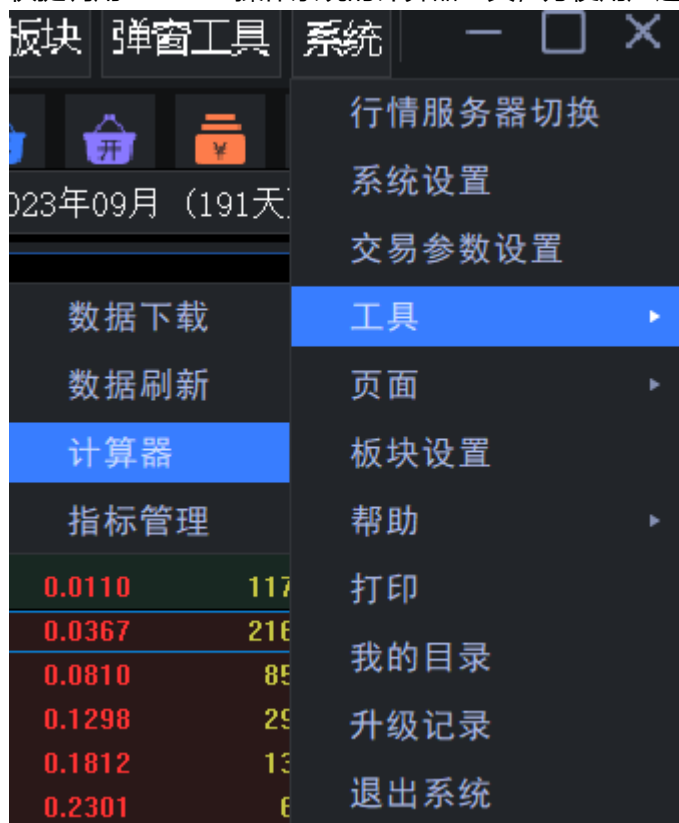 板块 弹窗工具 系统
行情服务器切换
开 ¥
系统设置
023年09月 (191天)
交易参数设置
数据下载
工具
数据刷新
页面
计算器
板块设置
指标管理
帮助
0.0110 117
打印
0.0367 216
我的目录
0.0810 85
0.1298 29
升级记录
0.1812 13
退出系统
0.2301 6